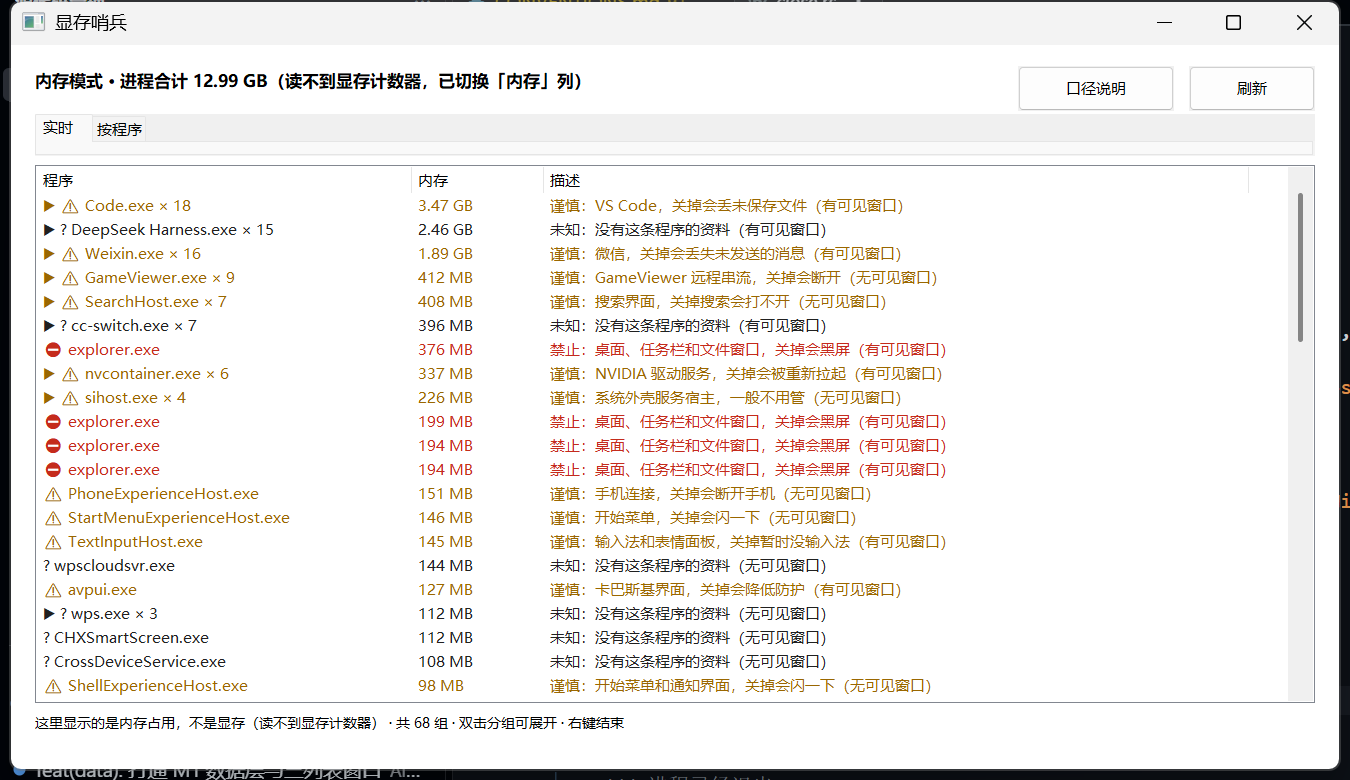 显存哨兵
内存模式 • 进程合计 12.99 GB（读不到显存计数器，已切换「内存」列）
口径说明 刷新
实时 按程序
程序 内存 描述
▶ ⚠ Code.exe × 18 3.47 GB 谨慎：VS Code，关掉会丢未保存文件（有可见窗口）
▶ ? DeepSeek Harness.exe × 15 2.46 GB 未知：没有这条程序的资料（有可见窗口）
▶ ⚠ Weixin.exe × 16 1.89 GB 谨慎：微信，关掉会丢失未发送的消息（有可见窗口）
▶ ⚠ GameViewer.exe × 9 412 MB 谨慎：GameViewer 远程串流，关掉会断开（无可见窗口）
▶ ⚠ SearchHost.exe × 7 408 MB 谨慎：搜索界面，关掉搜索会打不开（无可见窗口）
▶ ? cc-switch.exe × 7 396 MB 未知：没有这条程序的资料（有可见窗口）
⛔ explorer.exe 376 MB 禁止：桌面、任务栏和文件窗口，关掉会黑屏（有可见窗口）
▶ ⚠ nvcontainer.exe × 6 337 MB 谨慎：NVIDIA 驱动服务，关掉会被重新拉起（有可见窗口）
▶ ⚠ sihost.exe × 4 226 MB 谨慎：系统外壳服务宿主，一般不用管（无可见窗口）
⛔ explorer.exe 199 MB 禁止：桌面、任务栏和文件窗口，关掉会黑屏（有可见窗口）
⛔ explorer.exe 194 MB 禁止：桌面、任务栏和文件窗口，关掉会黑屏（有可见窗口）
⛔ explorer.exe 194 MB 禁止：桌面、任务栏和文件窗口，关掉会黑屏（有可见窗口）
⚠ PhoneExperienceHost.exe 151 MB 谨慎：手机连接，关掉会断开手机（无可见窗口）
⚠ StartMenuExperienceHost.exe 146 MB 谨慎：开始菜单，关掉会闪一下（无可见窗口）
⚠ TextInputHost.exe 145 MB 谨慎：输入法和表情面板，关掉暂时没输入法（有可见窗口）
? wpscloudsvr.exe 144 MB 未知：没有这条程序的资料（无可见窗口）
⚠ avpui.exe 127 MB 谨慎：卡巴斯基界面，关掉会降低防护（有可见窗口）
▶ ? wps.exe × 3 112 MB 未知：没有这条程序的资料（无可见窗口）
? CHXSmartScreen.exe 112 MB 未知：没有这条程序的资料（无可见窗口）
? CrossDeviceService.exe 108 MB 未知：没有这条程序的资料（无可见窗口）
⚠ ShellExperienceHost.exe 98 MB 谨慎：开始菜单和通知界面，关掉会闪一下（无可见窗口）
这里显示的是内存占用，不是显存（读不到显存计数器）· 共 68 组 · 双击分组可展开 · 右键结束